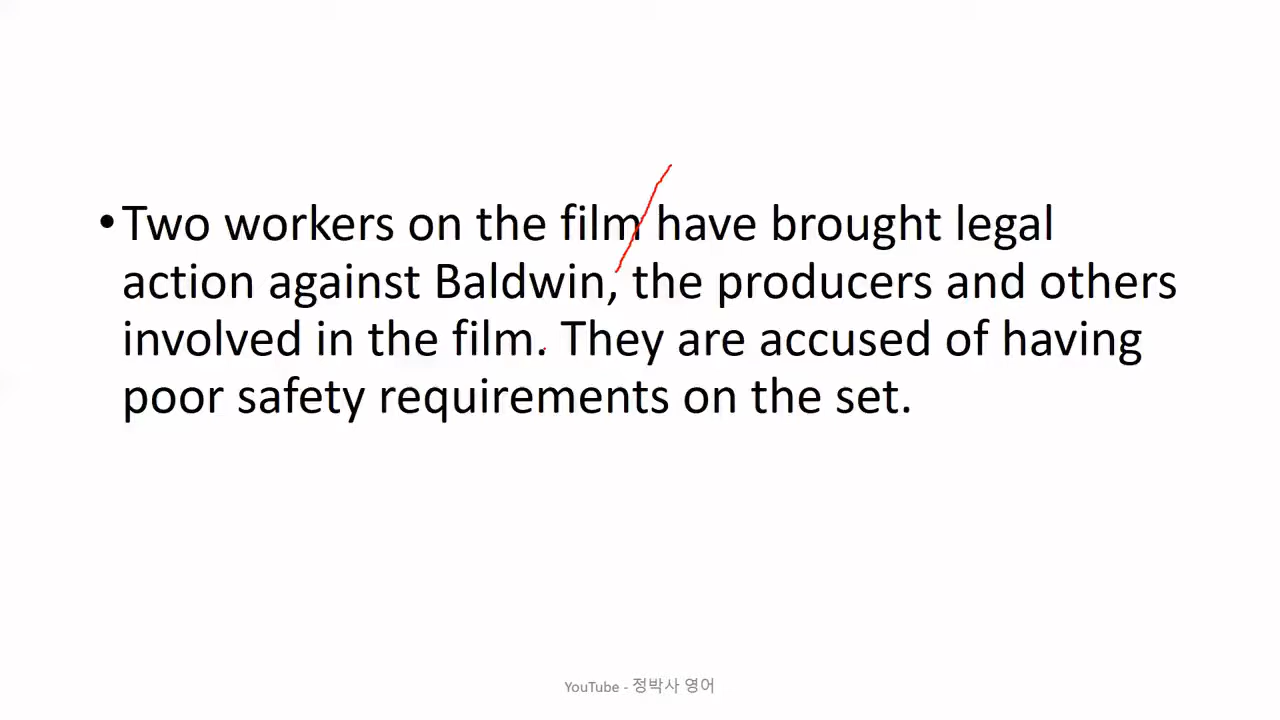 •Two workers on the film have brought legal
action against Baldwin, the producers and others
involved in the film. They are accused of having
poor safety requirements on the set.
YouTube - 정박사 영어